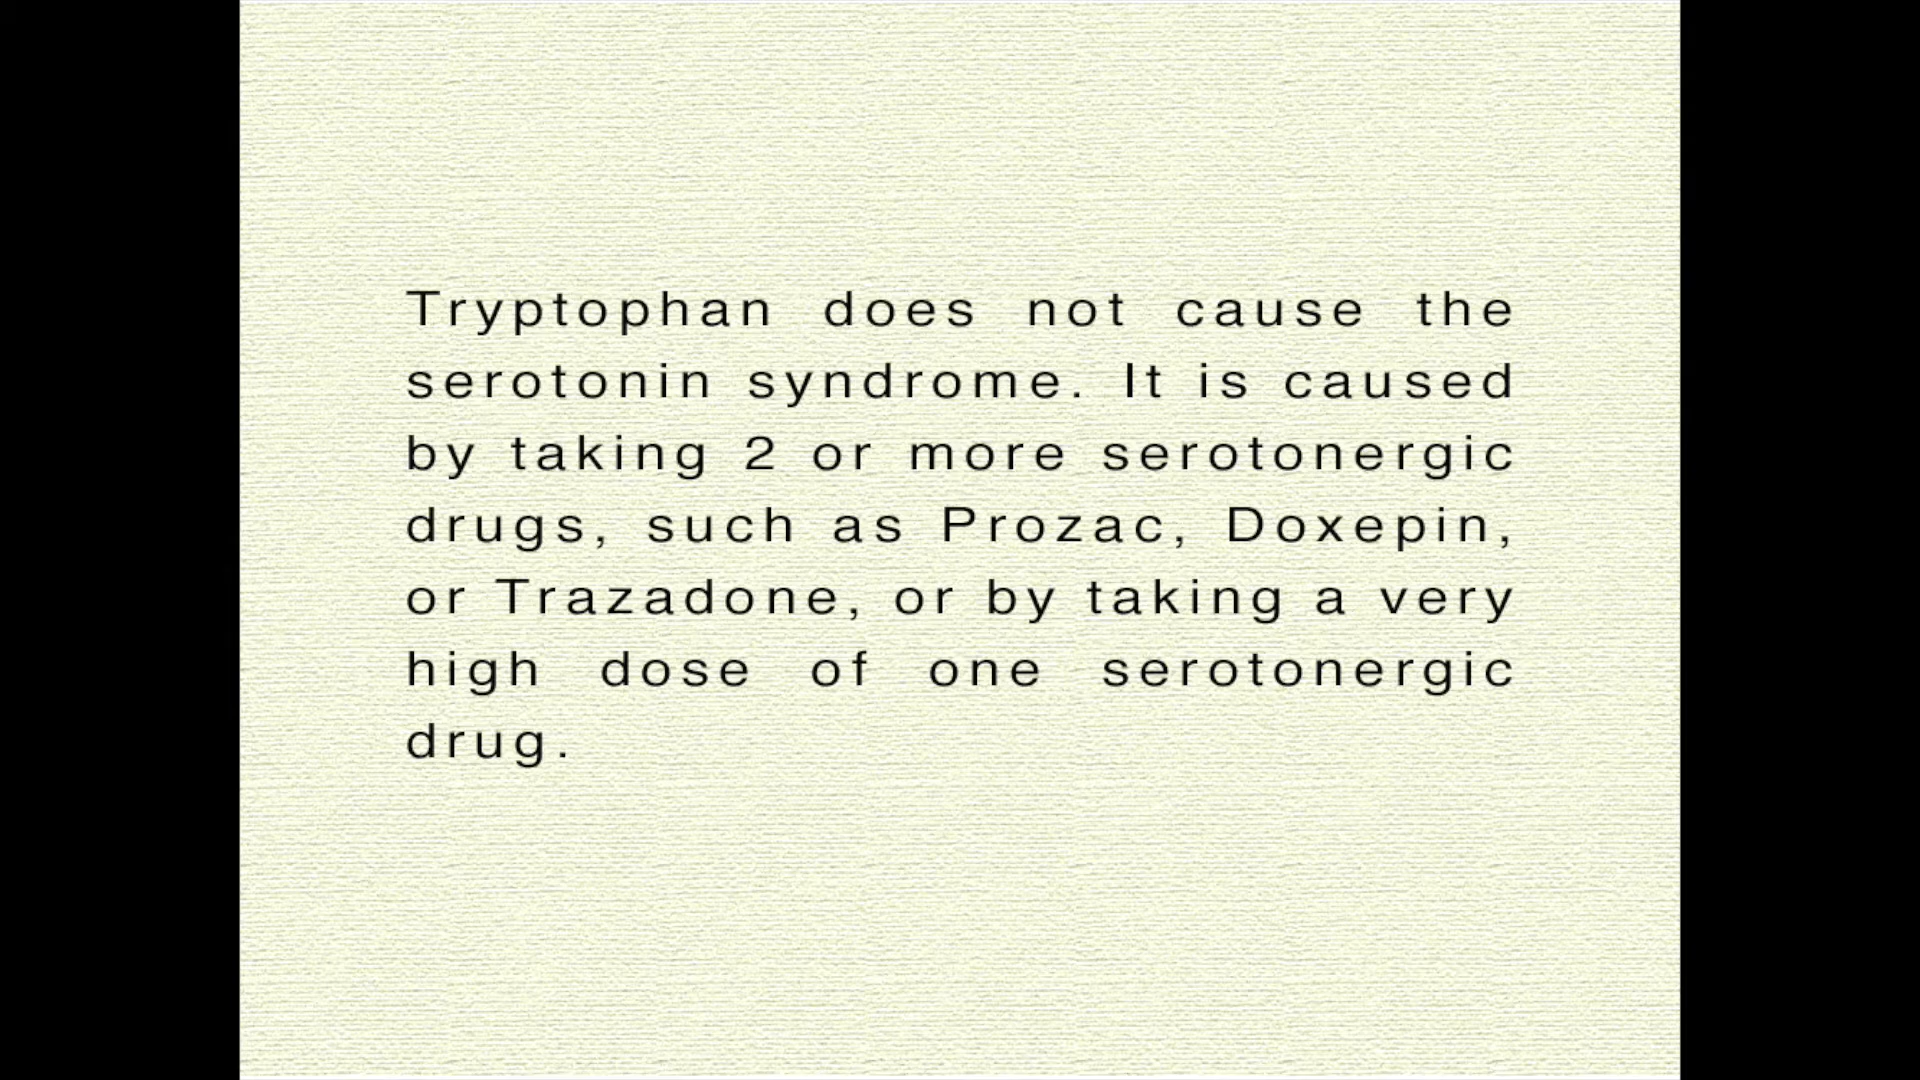 Tryptophan does not cause the
serotonin syndrome. It is caused
by taking 2 or more serotonergic
drugs, such as Prozac, Doxepin,
or Trazadone, or by taking a very
high dose of one serotonergic
drug.